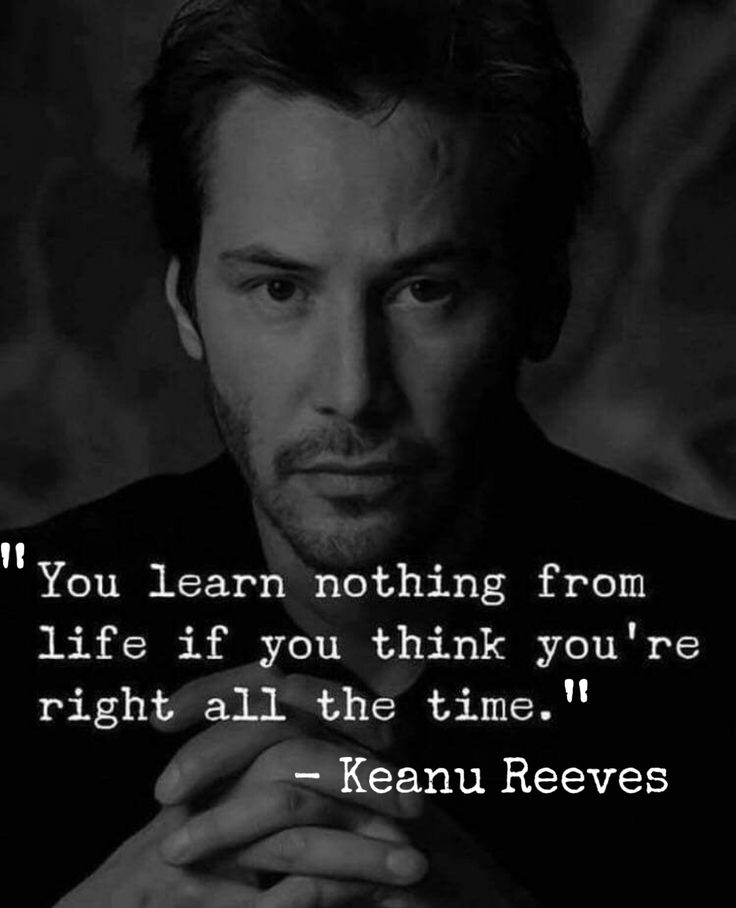 "You learn nothing from
life if you think you're
right all the time."
– Keanu Reeves